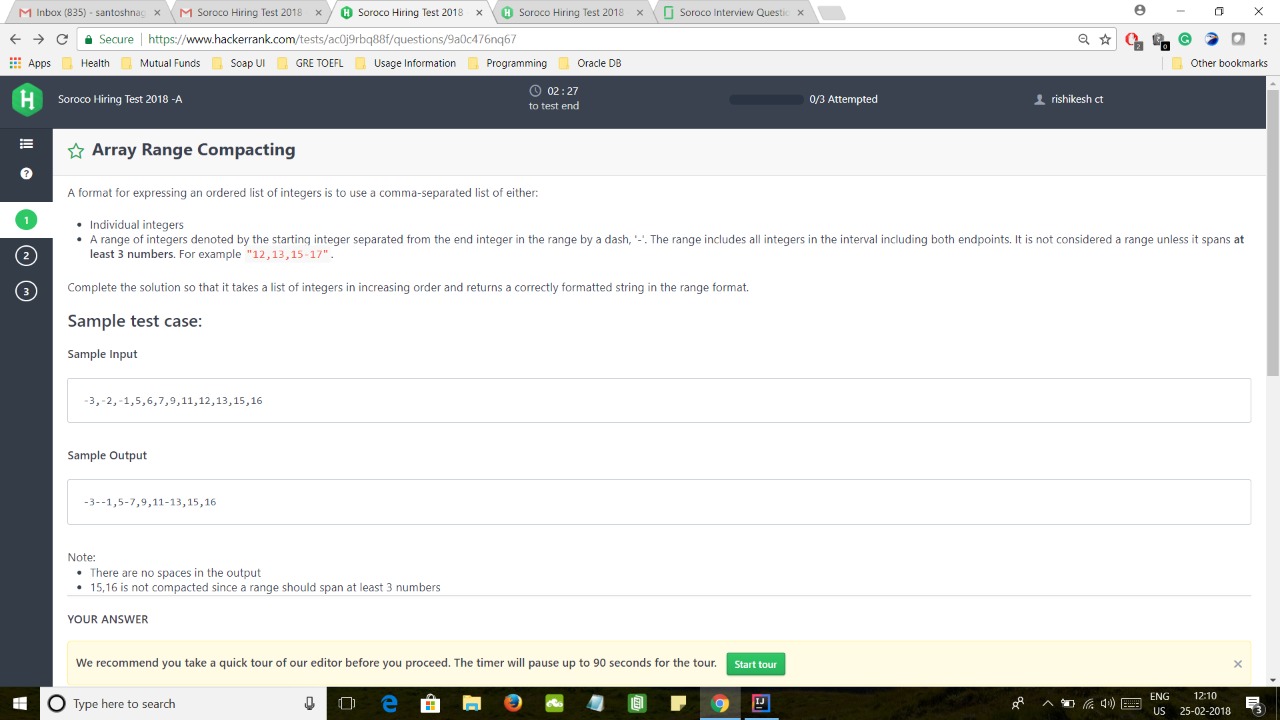 Inbox (835) - santoshnag
Soroco Hiring Test 2018
Soroco Hiring Test 2018
Soroco Hiring Test 2018
Soroco Interview Questic
Secure | https://www.hackerrank.com/tests/ac0j9rbq88f/questions/9a0c476nq67
2
0
Apps Health Mutual Funds Soap UI GRE TOEFL Usage Information Programming Oracle DB Other bookmarks
H
Soroco Hiring Test 2018 -A
02 : 27
to test end
0/3 Attempted
rishikesh ct
?
1
2
3
Array Range Compacting
A format for expressing an ordered list of integers is to use a comma-separated list of either:
• Individual integers
• A range of integers denoted by the starting integer separated from the end integer in the range by a dash, '-'. The range includes all integers in the interval including both endpoints. It is not considered a range unless it spans at
least 3 numbers. For example "12,13,15-17".
Complete the solution so that it takes a list of integers in increasing order and returns a correctly formatted string in the range format.
Sample test case:
Sample Input
-3,-2,-1,5,6,7,9,11,12,13,15,16
Sample Output
-3--1,5-7,9,11-13,15,16
Note:
• There are no spaces in the output
• 15,16 is not compacted since a range should span at least 3 numbers
YOUR ANSWER
We recommend you take a quick tour of our editor before you proceed. The timer will pause up to 90 seconds for the tour. Start tour
Type here to search
IJ
ENG
US
12:10
25-02-2018
3